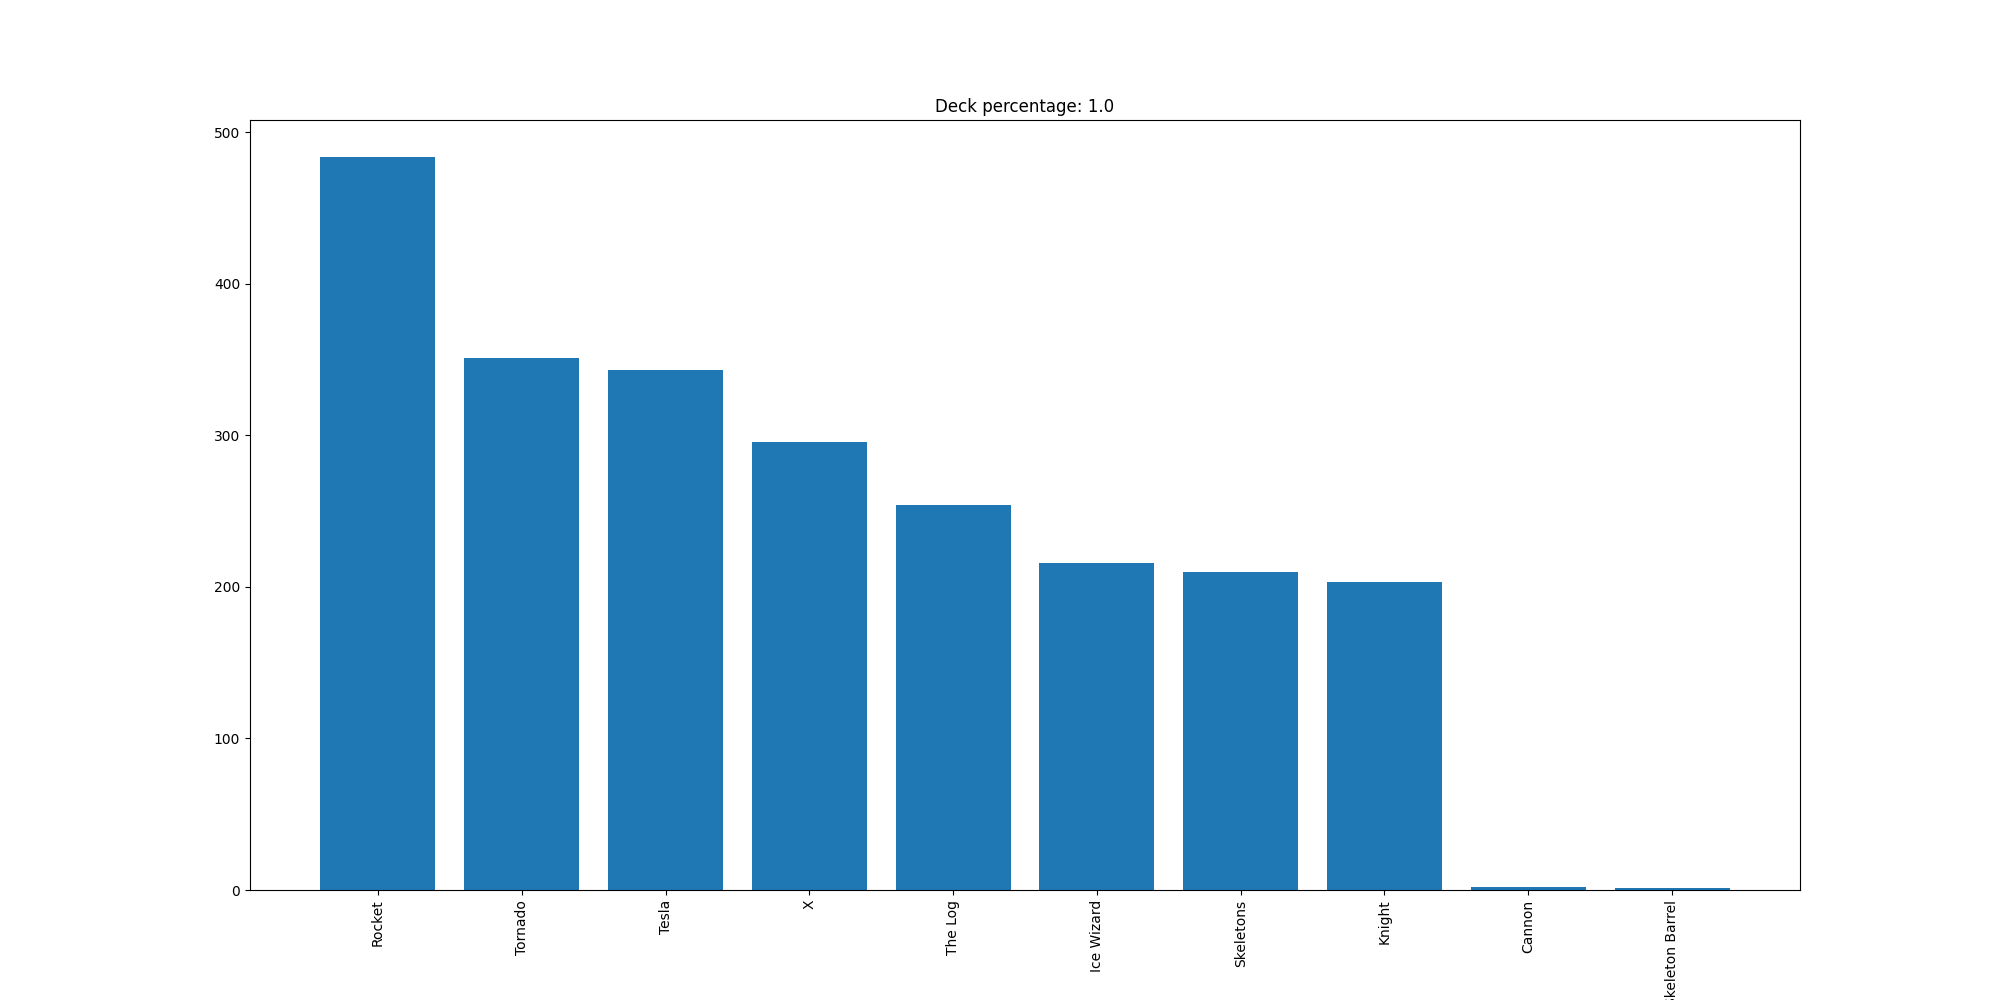 Deck percentage: 1.0
500
400
300
200
100
0
Rocket
Tornado
Tesla
X
The Log
Ice Wizard
Skeletons
Knight
Cannon
Skeleton Barrel